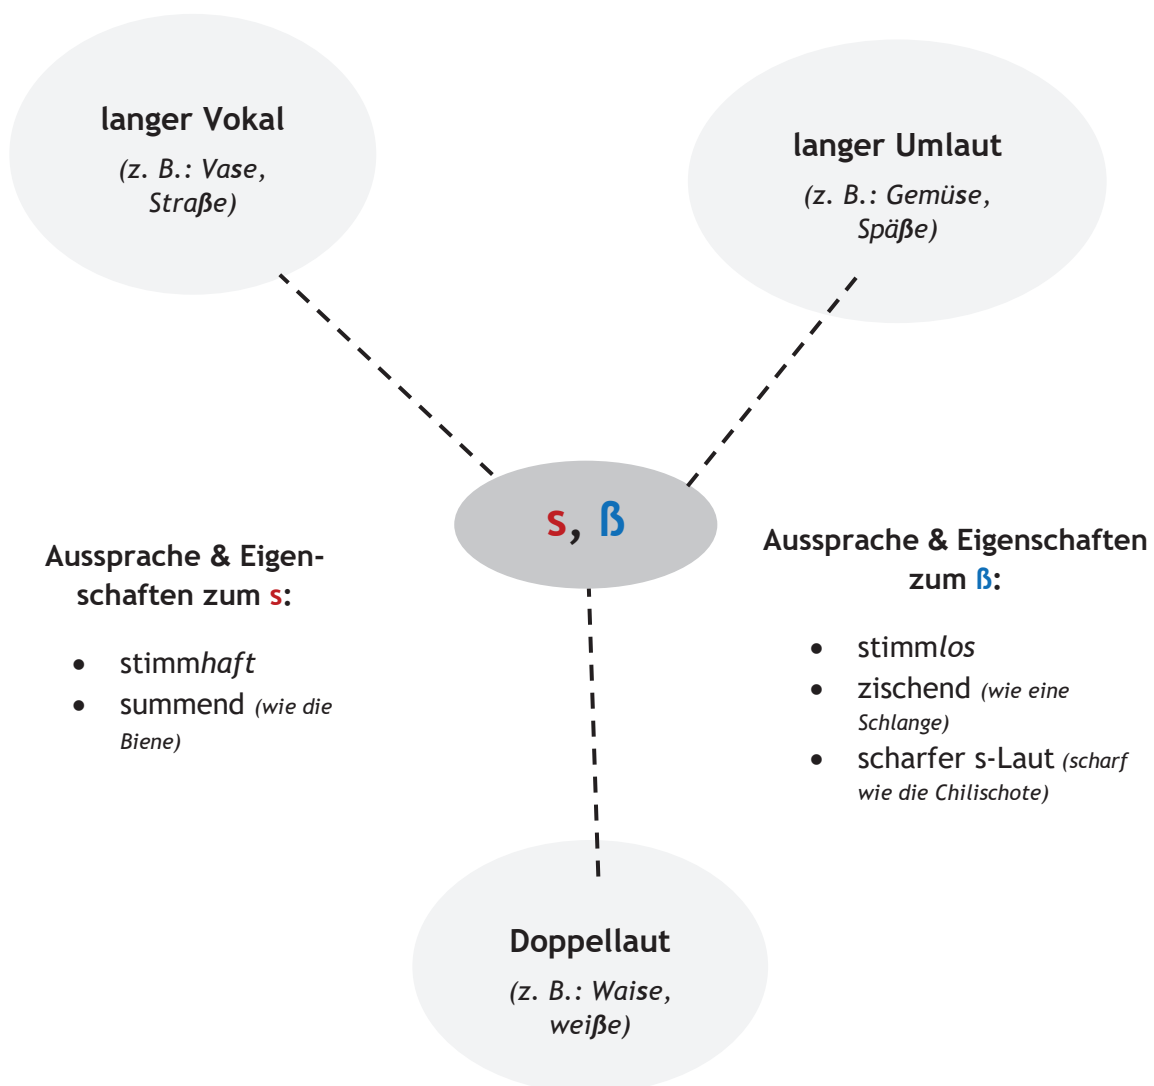 langer Vokal
(z. B.: Vase,
Straße)
langer Umlaut
(z. B.: Gemüse,
Späße)
s, ß
Aussprache & Eigen-
schaften zum s:
• stimmhaft
• summend (wie die
Biene)
Aussprache & Eigenschaften
zum ß:
• stimmlos
• zischend (wie eine
Schlange)
• scharfer s-Laut (scharf
wie die Chilischote)
Doppellaut
(z. B.: Waise,
weiße)